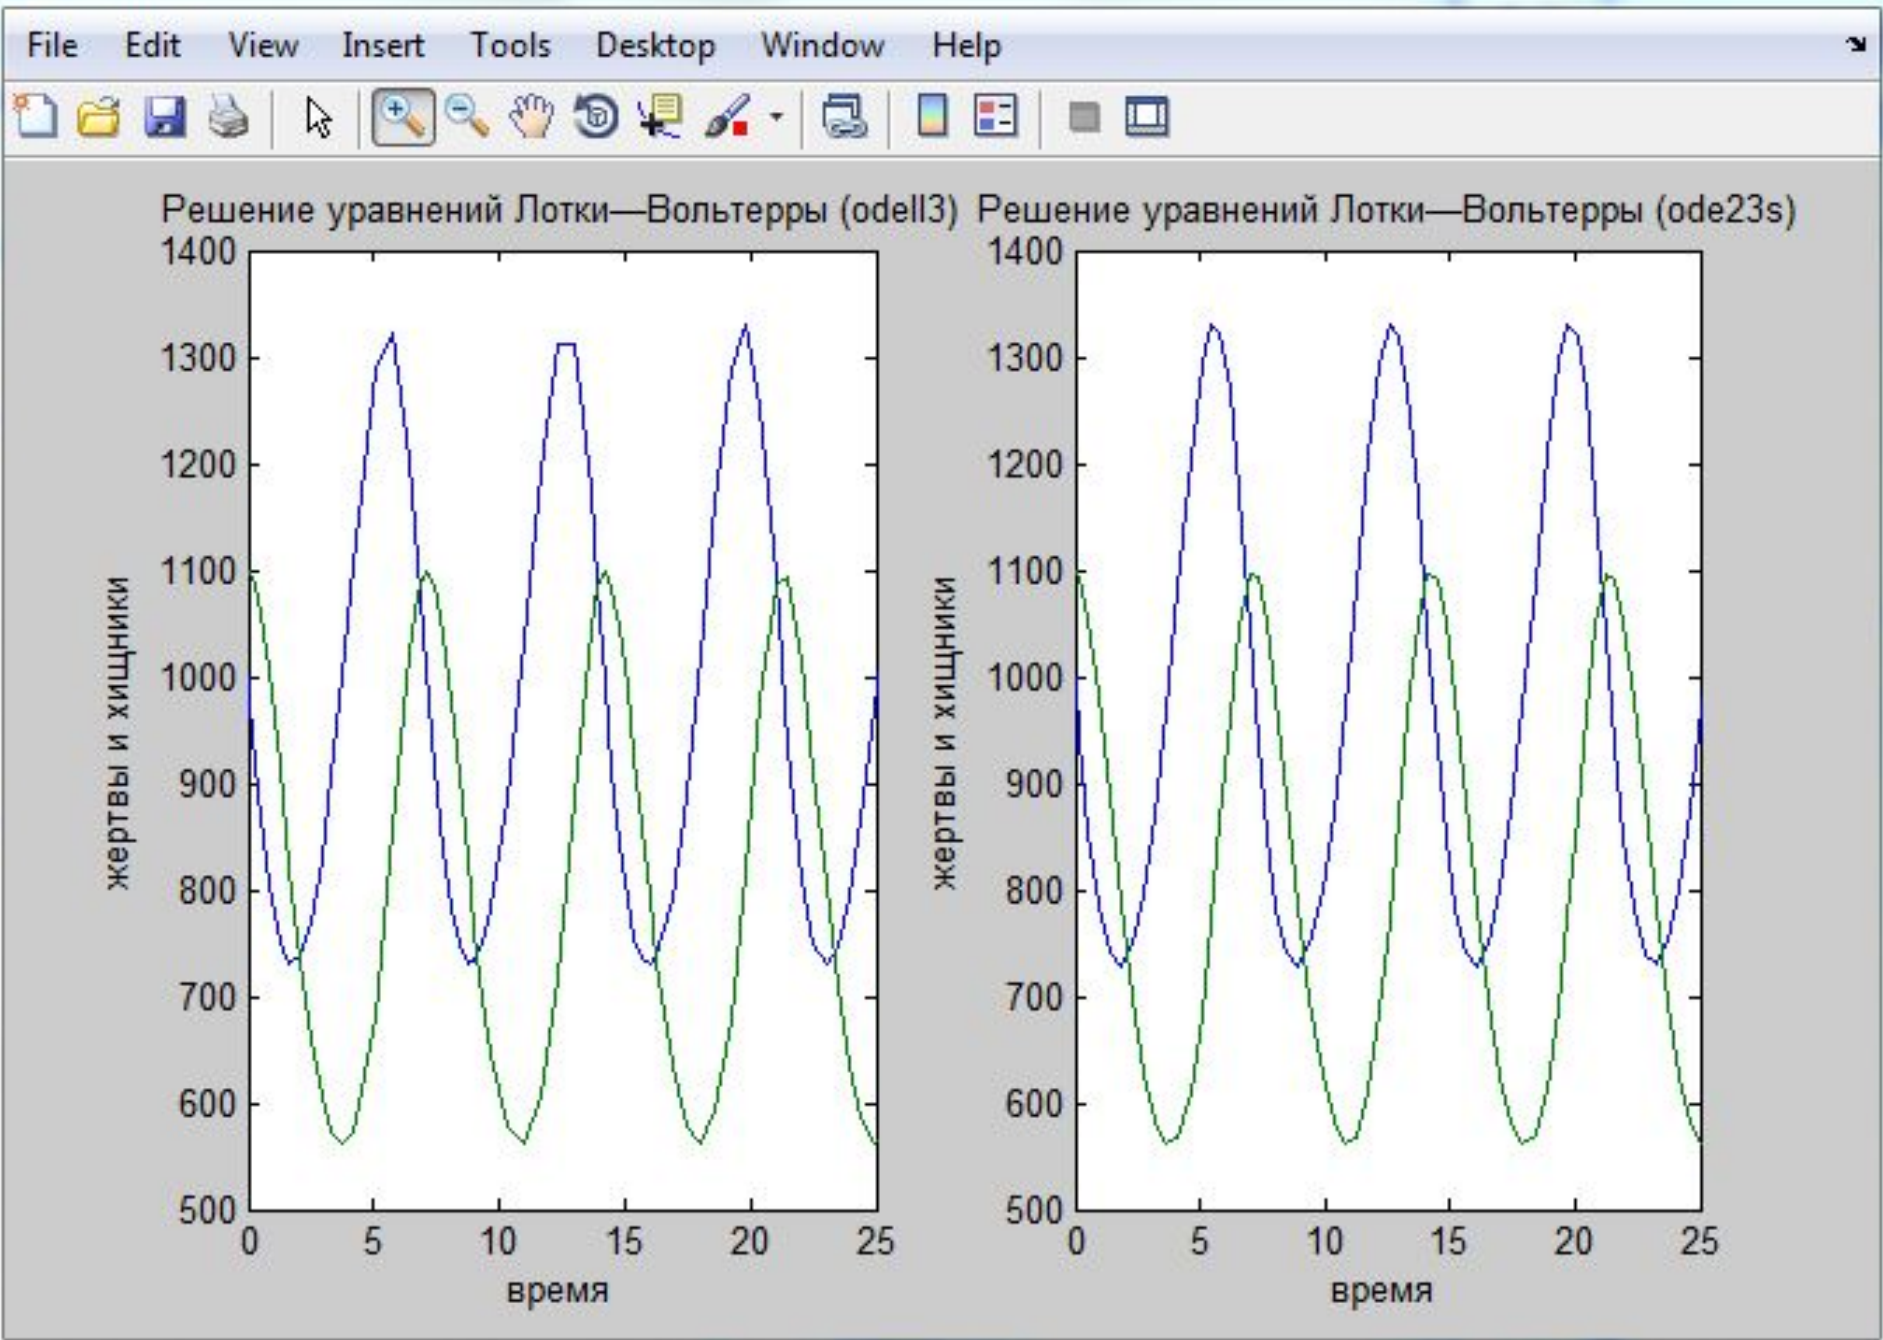 File Edit View Insert Tools Desktop Window Help
Решение уравнений Лотки—Вольтерры (odell3)
1400
1300
1200
1100
1000
900
800
700
600
500
0 5 10 15 20 25
жертвы и хищники
время
Решение уравнений Лотки—Вольтерры (ode23s)
1400
1300
1200
1100
1000
900
800
700
600
500
0 5 10 15 20 25
жертвы и хищники
время